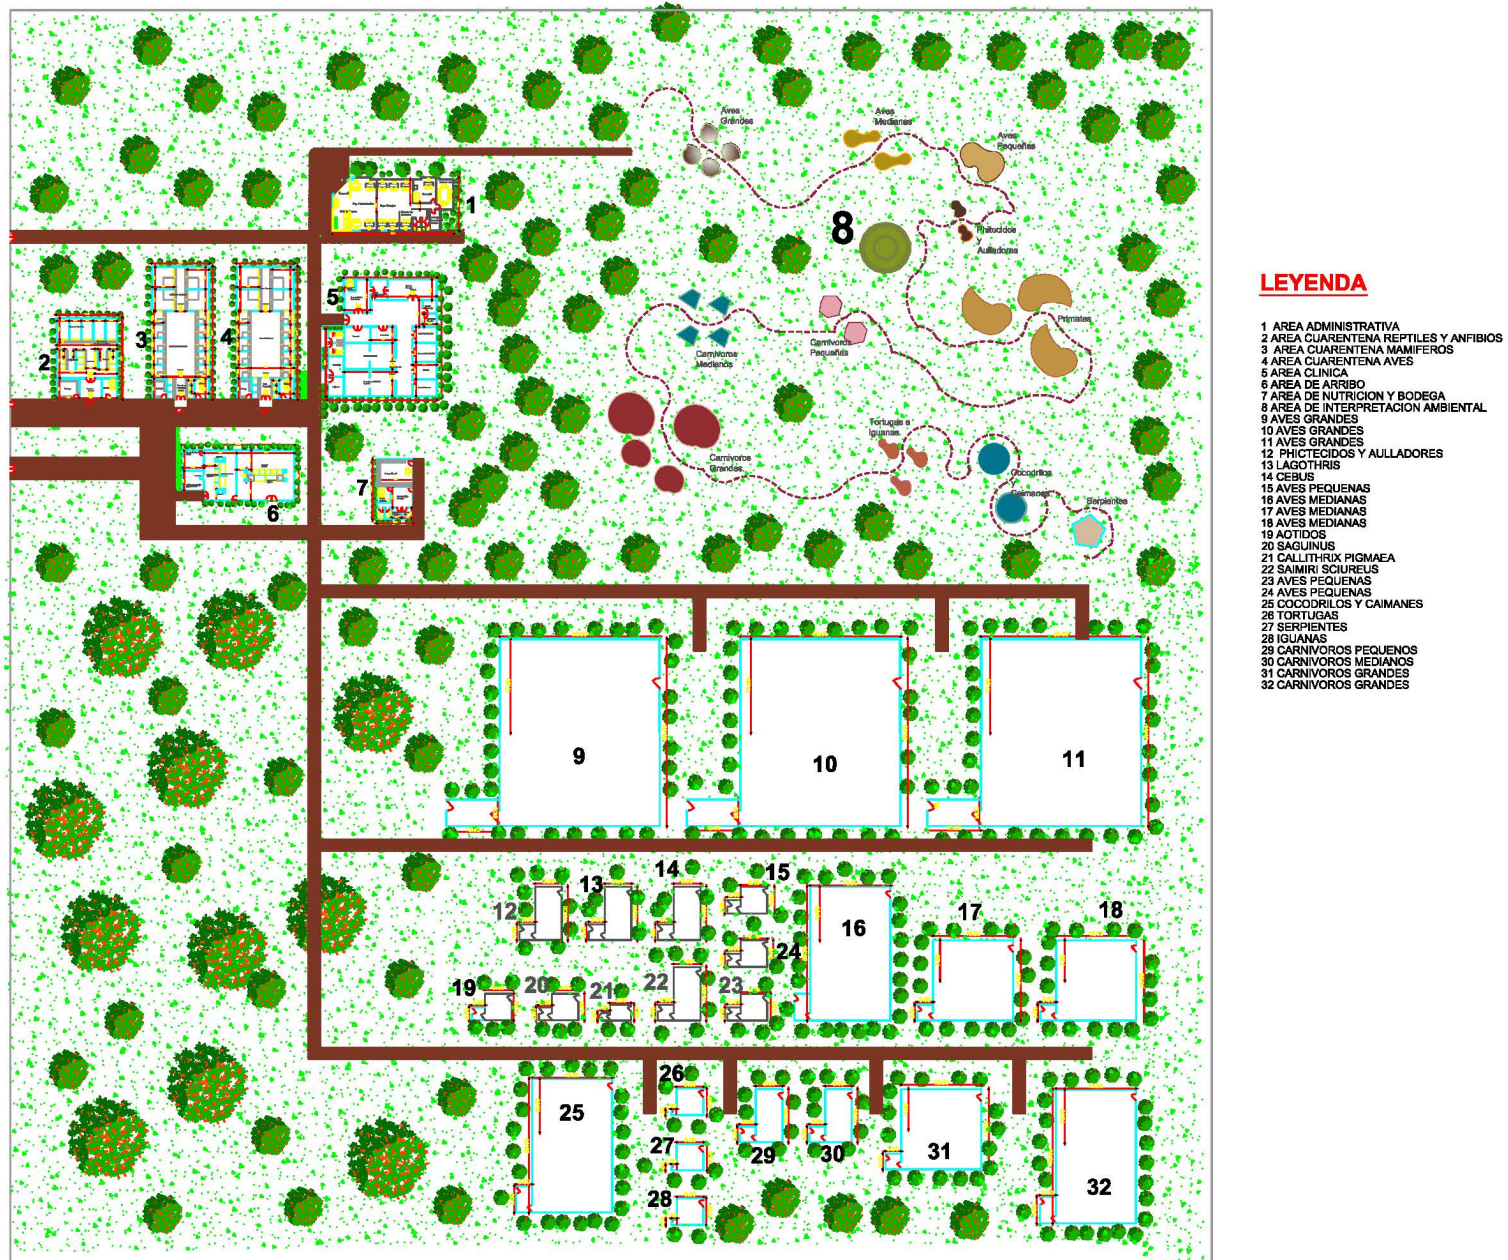 Aves
Grandes
Aves
Medianas
Aves
Pequeñas
1
8
Phitecidos
y
Aulladores
5
3
4
2
Primates
Carnivoros
Medianos
Carnivoros
Pequeñas
Tortugas e
Iguanas
Carnivoros
Grandes
Cocodrilos
Caimanes
Serpientes
7
6
9
10
11
12
13
14
15
16
17
18
19
20
21
22
23
24
25
26
27
28
29
30
31
32
LEYENDA
1 AREA ADMINISTRATIVA
2 AREA CUARENTENA REPTILES Y ANFIBIOS
3 AREA CUARENTENA MAMIFEROS
4 AREA CUARENTENA AVES
5 AREA CLINICA
6 AREA DE ARRIBO
7 AREA DE NUTRICION Y BODEGA
8 AREA DE INTERPRETACION AMBIENTAL
9 AVES GRANDES
10 AVES GRANDES
11 AVES GRANDES
12 PHICTECIDOS Y AULLADORES
13 LAGOTHRIS
14 CEBUS
15 AVES PEQUENAS
16 AVES MEDIANAS
17 AVES MEDIANAS
18 AVES MEDIANAS
19 AOTIDOS
20 SAGUINUS
21 CALLITHRIX PIGMAEA
22 SAIMIRI SCIUREUS
23 AVES PEQUENAS
24 AVES PEQUENAS
25 COCODRILOS Y CAIMANES
26 TORTUGAS
27 SERPIENTES
28 IGUANAS
29 CARNIVOROS PEQUENOS
30 CARNIVOROS MEDIANOS
31 CARNIVOROS GRANDES
32 CARNIVOROS GRANDES